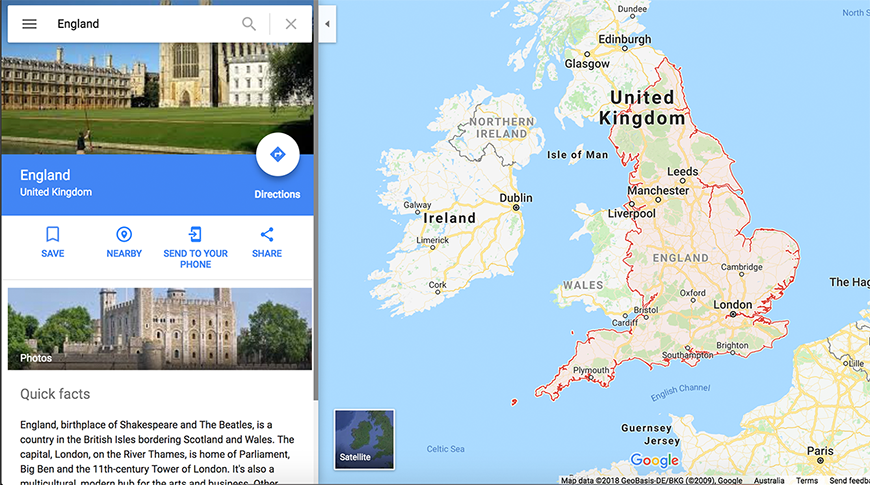 England
England
United Kingdom
Directions
SAVE
NEARBY
SEND TO YOUR
PHONE
SHARE
Photos
Quick facts
England, birthplace of Shakespeare and The Beatles, is a
country in the British Isles bordering Scotland and Wales. The
capital, London, on the River Thames, is home of Parliament,
Big Ben and the 11th-century Tower of London. It's also a
multicultural, modern hub for the arts and business. Other
Dundee
North S
Edinburgh
Glasgow
United
Kingdom
NORTHERN
IRELAND
Isle of Man
Leeds
Manchester
Dublin
Galway
Liverpool
Ireland
Limerick
ENGLAND
Cambridge
Cork
WALES
The Hag
Oxford
London
Bristol
Cardiff
Brighton
Southampton
Lille
Plymouth
English Channel
Guernsey
Jersey
Celtic Sea
Paris
Satellite
Google
Map data ©2018 GeoBasis-DE/BKG (©2009), Google
Australia
Terms
Send feedba